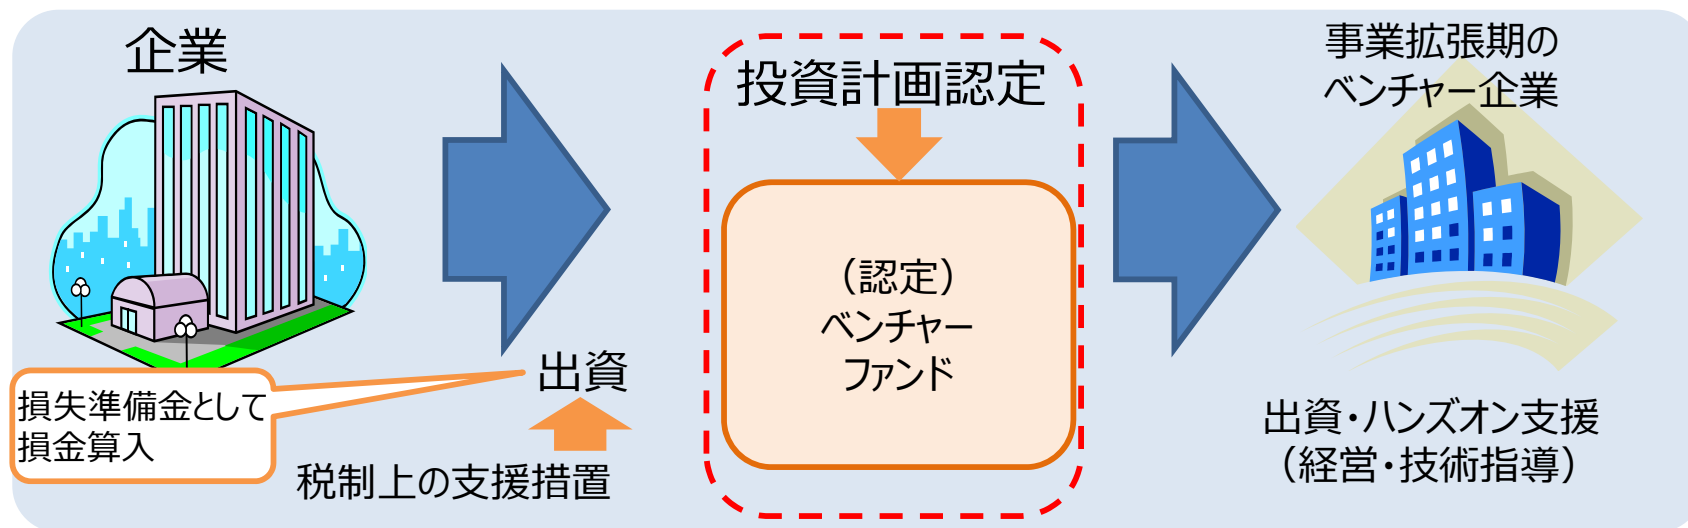 企業
損失準備金として
損金算入
出資
税制上の支援措置
投資計画認定
（認定）
ベンチャー
ファンド
事業拡張期の
ベンチャー企業
出資・ハンズオン支援
（経営・技術指導）